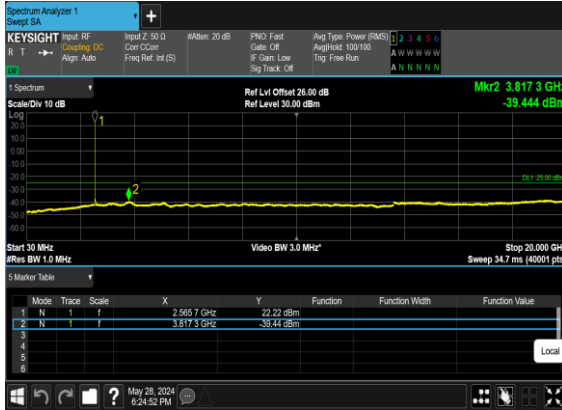 Spectrum Analyzer 1
Swept SA
+
KEYSIGHT
R T
Input: RF
Coupling: DC
Align: Auto
Input Z: 50 Ω
Corr CCorr
Freq Ref: Int (S)
#Atten: 20 dB
PNO: Fast
Gate: Off
IF Gain: Low
Sig Track: Off
Avg Type: Power (RMS)
Avg|Hold: 100/100
Trig: Free Run
1 2 3 4 5 6
A W W W W W
A N N N N N
1 Spectrum
Scale/Div 10 dB
Ref Lvl Offset 26.00 dB
Ref Level 30.00 dBm
Mkr2 3.817 3 GHz
-39.444 dBm
Log
20.0
10.0
0.00
-10.0
-20.0
-30.0
-40.0
-50.0
-60.0
1
2
DL1 -25.00 dBm
Start 30 MHz
#Res BW 1.0 MHz
Video BW 3.0 MHz*
Stop 20.000 GH
Sweep 34.7 ms (40001 pts
5 Marker Table
Mode Trace Scale X Y Function Function Width Function Value
1 N 1 f 2.565 7 GHz 22.22 dBm
2 N 1 f 3.817 3 GHz -39.44 dBm
3
4
5
6
Local
?
May 28, 2024
6:24:52 PM